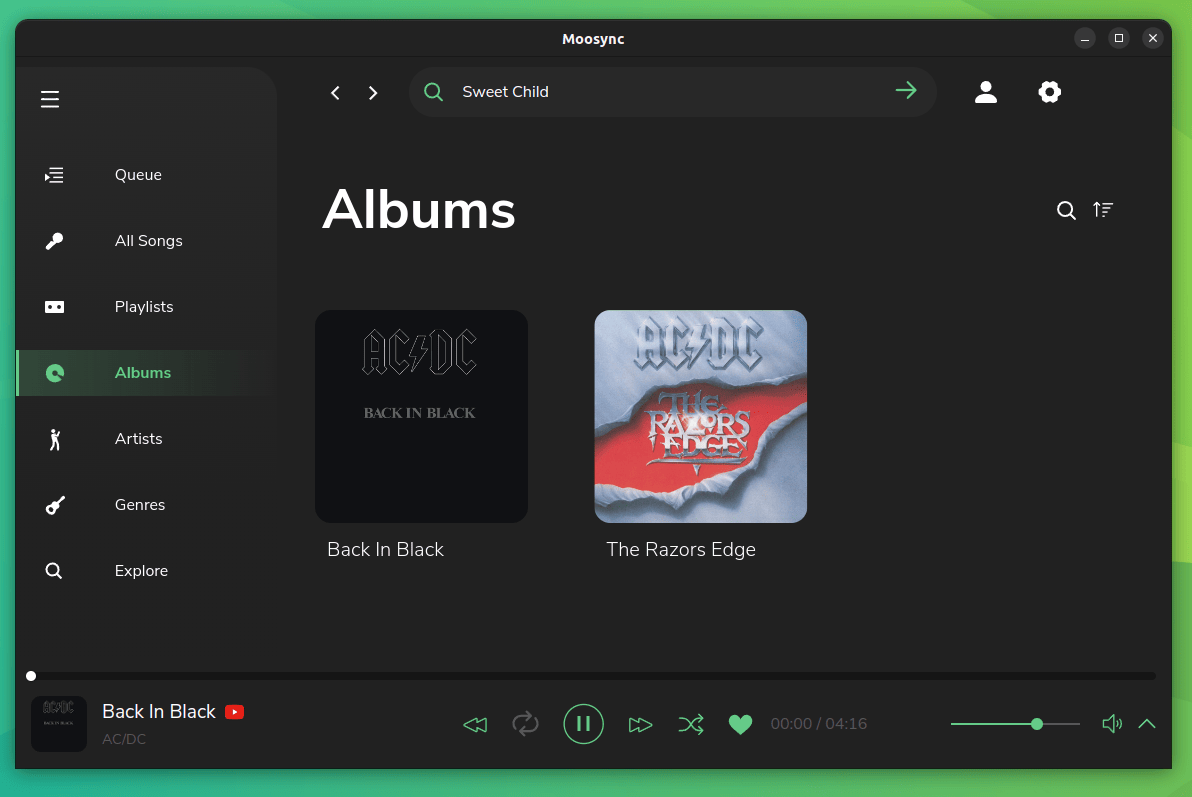 Moosync
Sweet Child
Queue
All Songs
Playlists
Albums
Artists
Genres
Explore
Albums
AC/DC
BACK IN BLACK
Back In Black
AC/DC
THE
RAZORS
EDGE
The Razors Edge
AC/DC
BACK IN BLACK
Back In Black
AC/DC
00:00 / 04:16